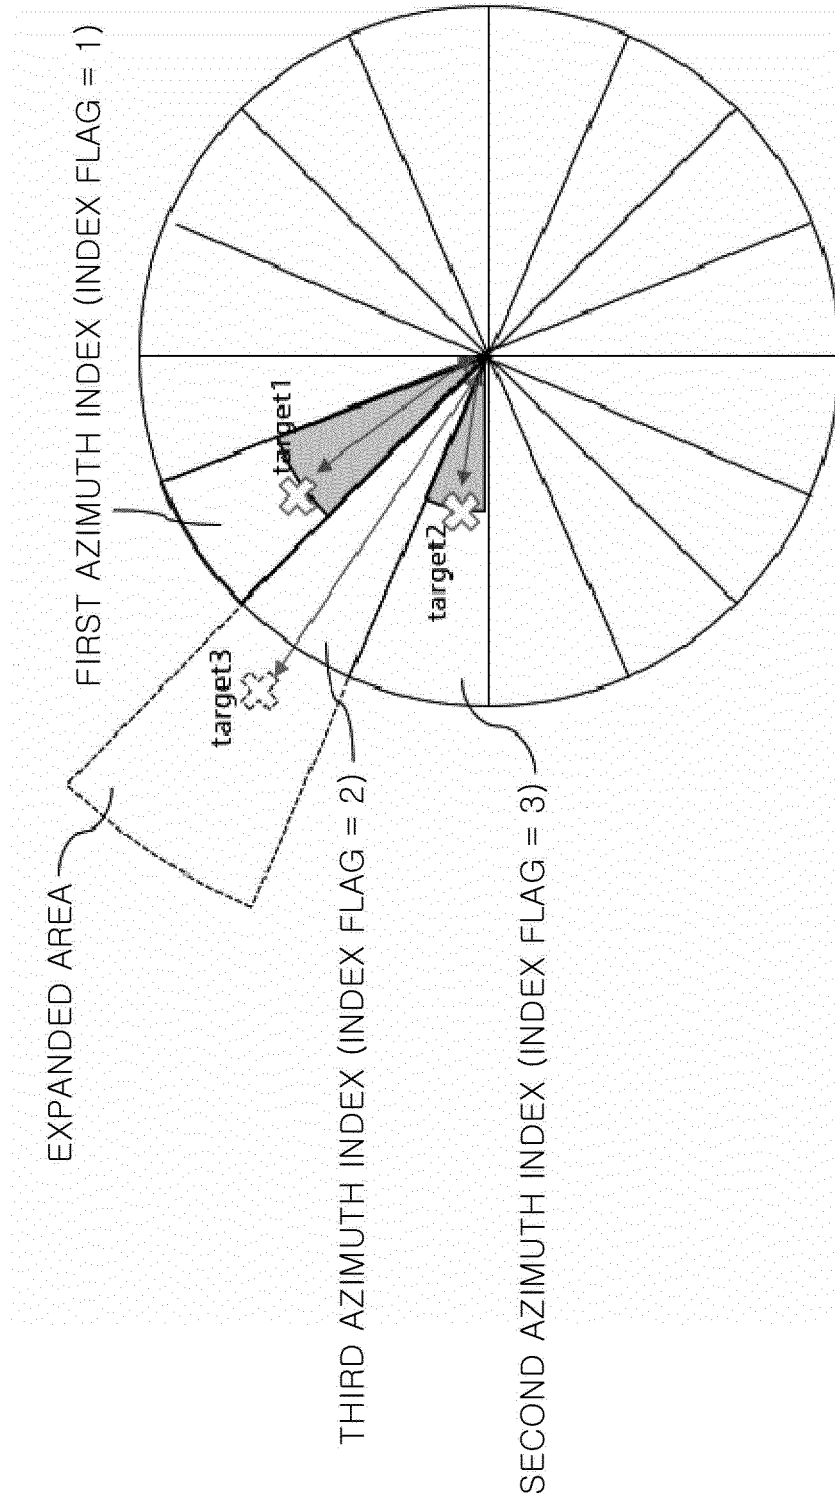 FIRST AZIMUTH INDEX (INDEX FLAG = 1)
target1
target2
target3
EXPANDED AREA
THIRD AZIMUTH INDEX (INDEX FLAG = 2)
SECOND AZIMUTH INDEX (INDEX FLAG = 3)